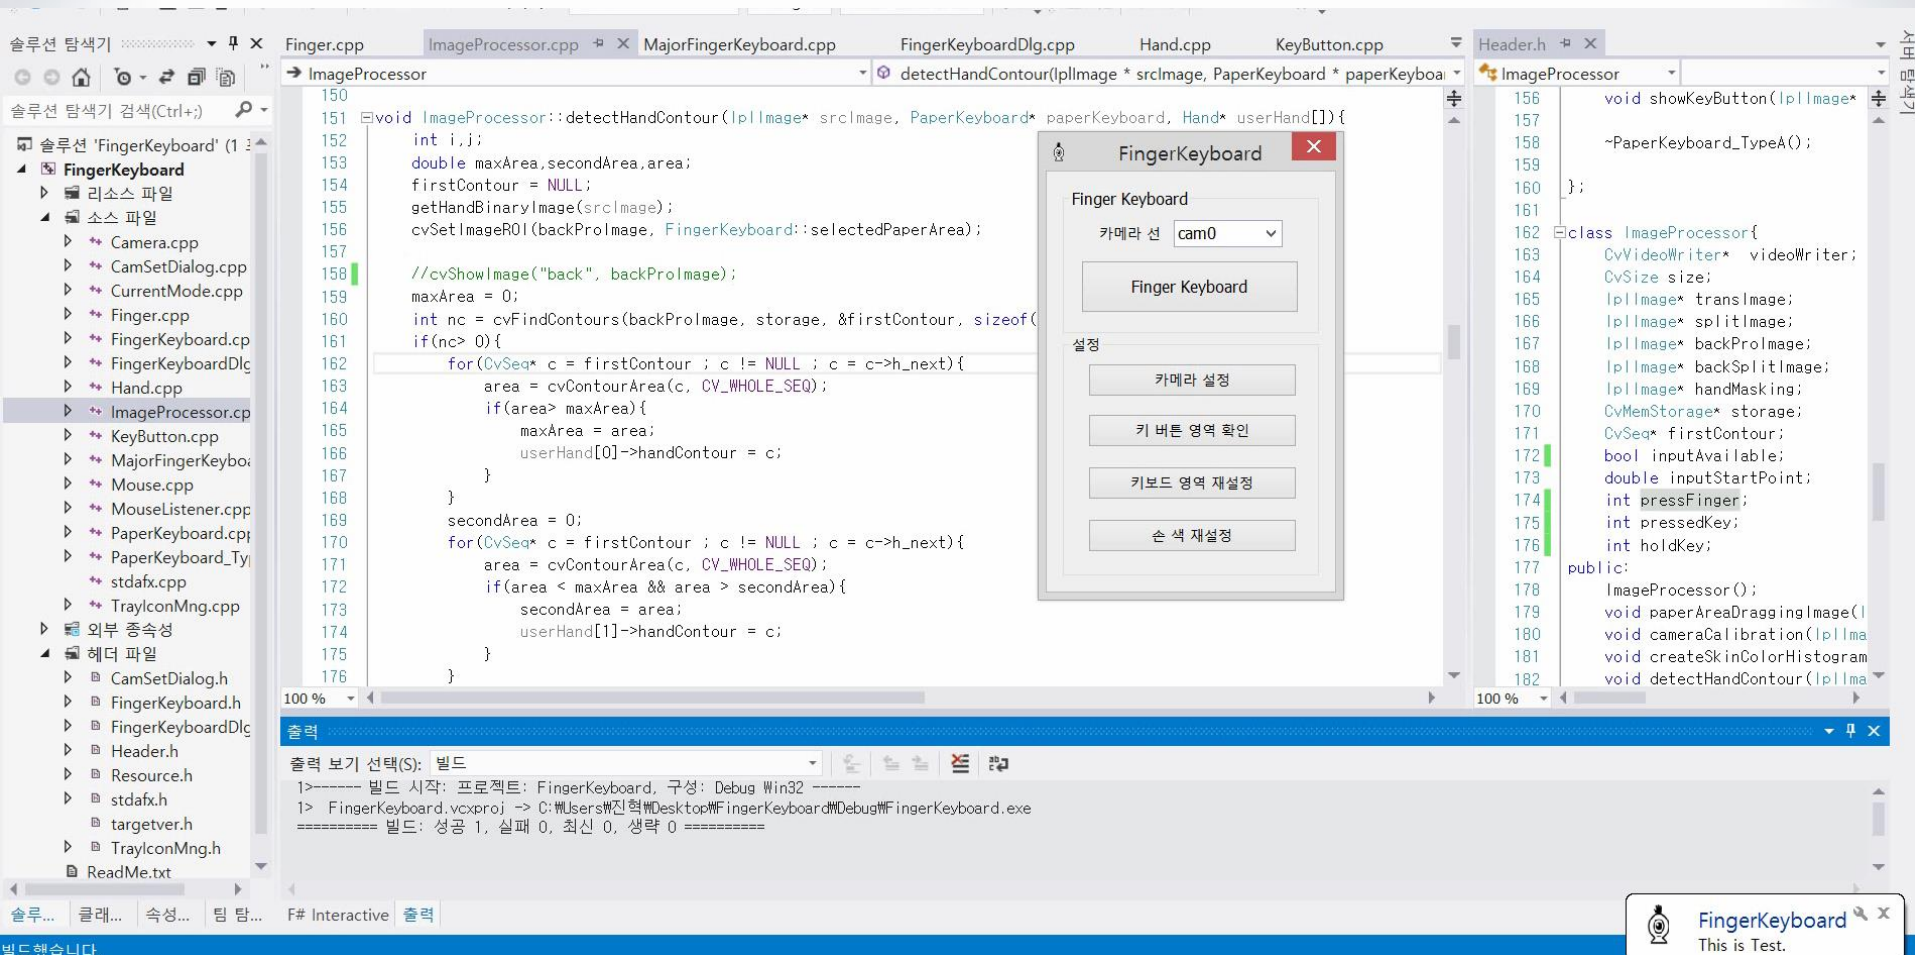 솔루션 탐색기
솔루션 탐색기 검색(Ctrl+;)
솔루션 'FingerKeyboard' (1
FingerKeyboard
리소스 파일
소스 파일
Camera.cpp
CamSetDialog.cpp
CurrentMode.cpp
Finger.cpp
FingerKeyboard.cp
FingerKeyboardDlg
Hand.cpp
ImageProcessor.cp
KeyButton.cpp
MajorFingerKeyboa
Mouse.cpp
MouseListener.cpp
PaperKeyboard.cpp
PaperKeyboard_Ty
stdafx.cpp
TrayIconMng.cpp
외부 종속성
헤더 파일
CamSetDialog.h
FingerKeyboard.h
FingerKeyboardDlg
Header.h
Resource.h
stdafx.h
targetver.h
TrayIconMng.h
ReadMe.txt
솔루... 클래... 속성... 팀 탐...
Finger.cpp ImageProcessor.cpp MajorFingerKeyboard.cpp FingerKeyboardDlg.cpp Hand.cpp KeyButton.cpp
ImageProcessor detectHandContour(IplImage * srcImage, PaperKeyboard * paperKeyboar
150
151 void ImageProcessor::detectHandContour(IplImage* srcImage, PaperKeyboard* paperKeyboard, Hand* userHand[]){
152 int i,j;
153 double maxArea,secondArea,area;
154 firstContour = NULL;
155 getHandBinaryImage(srcImage);
156 cvSetImageROI(backProImage, FingerKeyboard::selectedPaperArea);
157
158 //cvShowImage("back", backProImage);
159 maxArea = 0;
160 int nc = cvFindContours(backProImage, storage, &firstContour, sizeof(
161 if(nc> 0){
162 for(CvSeq* c = firstContour ; c != NULL ; c = c->h_next){
163 area = cvContourArea(c, CV_WHOLE_SEQ);
164 if(area> maxArea){
165 maxArea = area;
166 userHand[0]->handContour = c;
167 }
168 }
169 secondArea = 0;
170 for(CvSeq* c = firstContour ; c != NULL ; c = c->h_next){
171 area = cvContourArea(c, CV_WHOLE_SEQ);
172 if(area < maxArea && area > secondArea){
173 secondArea = area;
174 userHand[1]->handContour = c;
175 }
176 }
100 %
FingerKeyboard
Finger Keyboard
카메라 선 cam0
Finger Keyboard
설정
카메라 설정
키 버튼 영역 확인
키보드 영역 재설정
손 색 재설정
Header.h
ImageProcessor
156 void showKeyButton(IplImage*
157
158 ~PaperKeyboard_TypeA();
159
160 };
161
162 class ImageProcessor{
163 CvVideoWriter* videoWriter;
164 CvSize size;
165 IplImage* transImage;
166 IplImage* splitImage;
167 IplImage* backProImage;
168 IplImage* backSplitImage;
169 IplImage* handMasking;
170 CvMemStorage* storage;
171 CvSeq* firstContour;
172 bool inputAvailable;
173 double inputStartPoint;
174 int pressFinger;
175 int pressedKey;
176 int holdKey;
177 public:
178 ImageProcessor();
179 void paperAreaDraggingImage(I
180 void cameraCalibration(IplIma
181 void createSkinColorHistogram
182 void detectHandContour(IplIma
100 %
서버 탐색기
출력
출력 보기 선택(S): 빌드
1>------ 빌드 시작: 프로젝트: FingerKeyboard, 구성: Debug Win32 ------
1> FingerKeyboard.vcxproj -> C:₩Users₩진혁₩Desktop₩FingerKeyboard₩Debug₩FingerKeyboard.exe
========== 빌드: 성공 1, 실패 0, 최신 0, 생략 0 ==========
F# Interactive 출력
FingerKeyboard
This is Test.
빌드했습니다